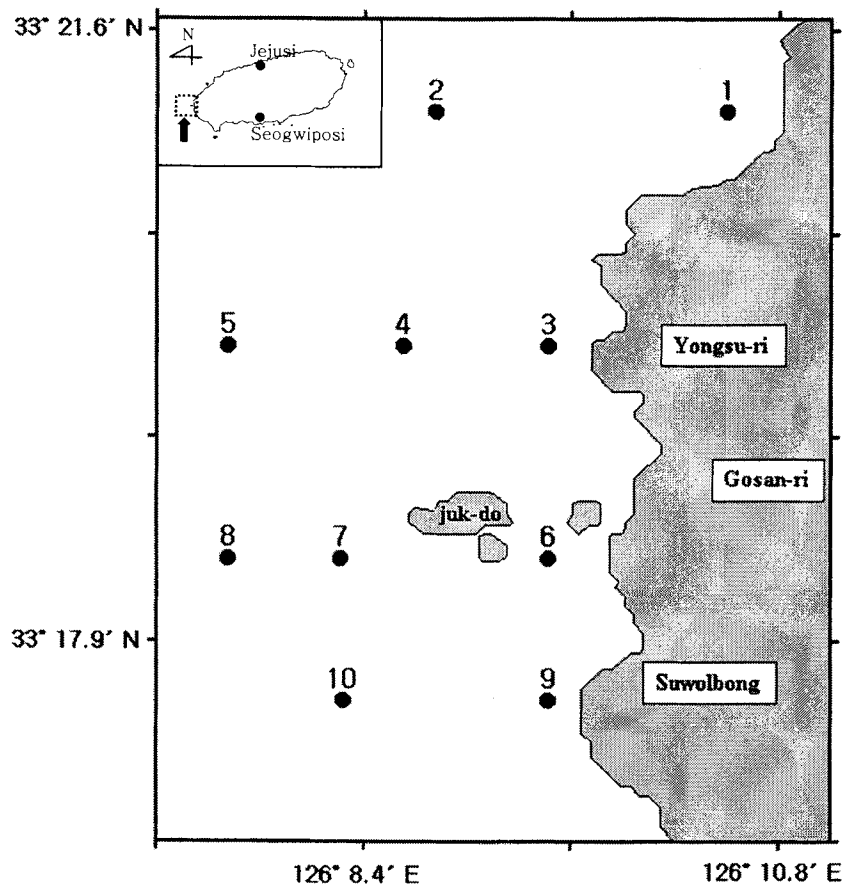 33° 21.6′ N
N
Jejusi
Seogwiposi
2
1
5
4
3
Yongsu-ri
Gosan-ri
juk-do
8
7
6
33° 17.9′ N
Suwolbong
10
9
126° 8.4′ E
126° 10.8′ E